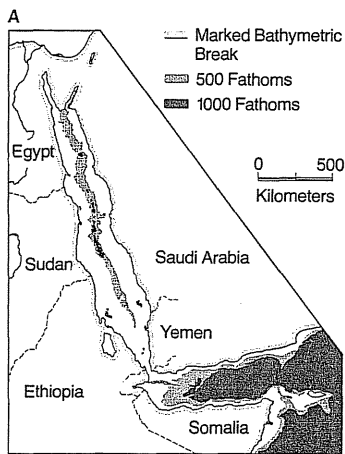 A
Marked Bathymetric
Break
500 Fathoms
1000 Fathoms
0 500
Kilometers
Egypt
Saudi Arabia
Sudan
Yemen
Ethiopia
Somalia